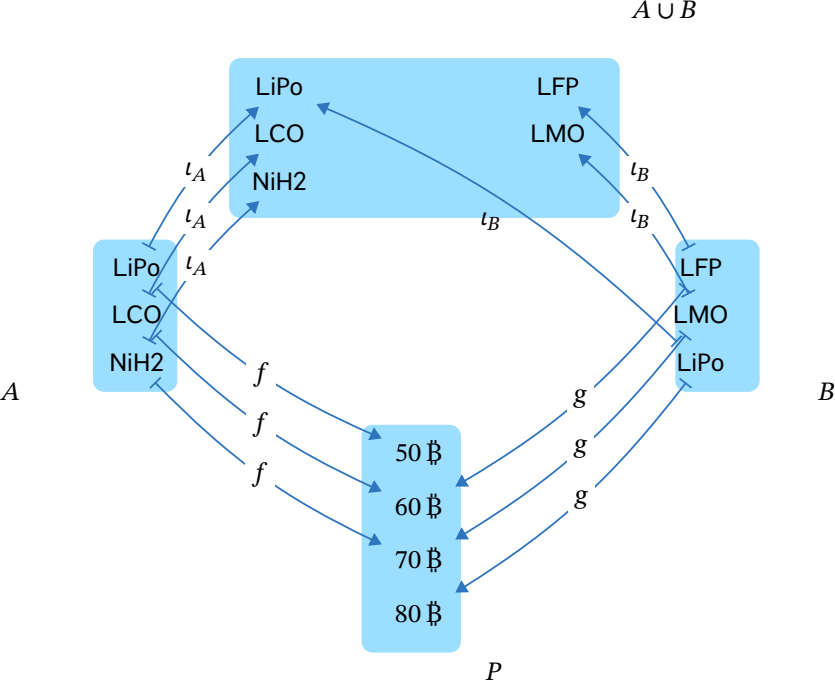 A ∪ B
LiPo LFP
LCO LMO
NiH2
ι_A ι_B
ι_A ι_B ι_B
ι_A
LiPo LFP
LCO LMO
NiH2 LiPo
A B
f g
f g
f g
50 ₿
60 ₿
70 ₿
80 ₿
P